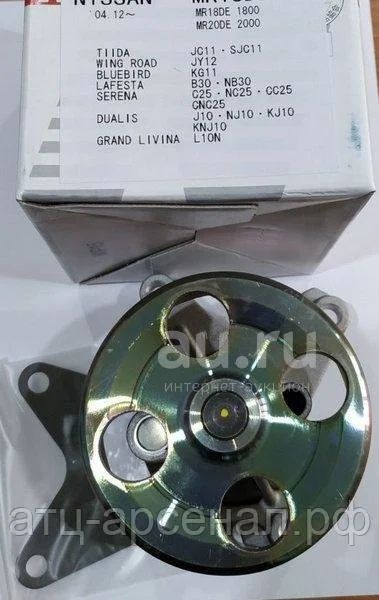 NISSAN
'04.12~
MR18DE 1800
MR20DE 2000
TIIDA JC11・SJC11
WING ROAD JY12
BLUEBIRD KG11
LAFESTA B30・NB30
SERENA C25・NC25・CC25
CNC25
DUALIS J10・NJ10・KJ10
KNJ10
GRAND LIVINA L10N
au.ru
интернет-аукцион
атц-арсенал.рф